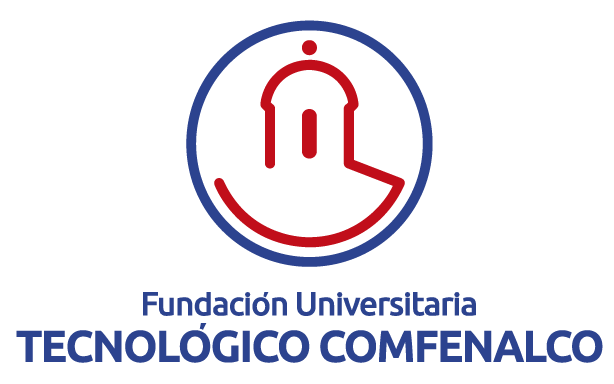 Fundación Universitaria
TECNOLÓGICO COMFENALCO